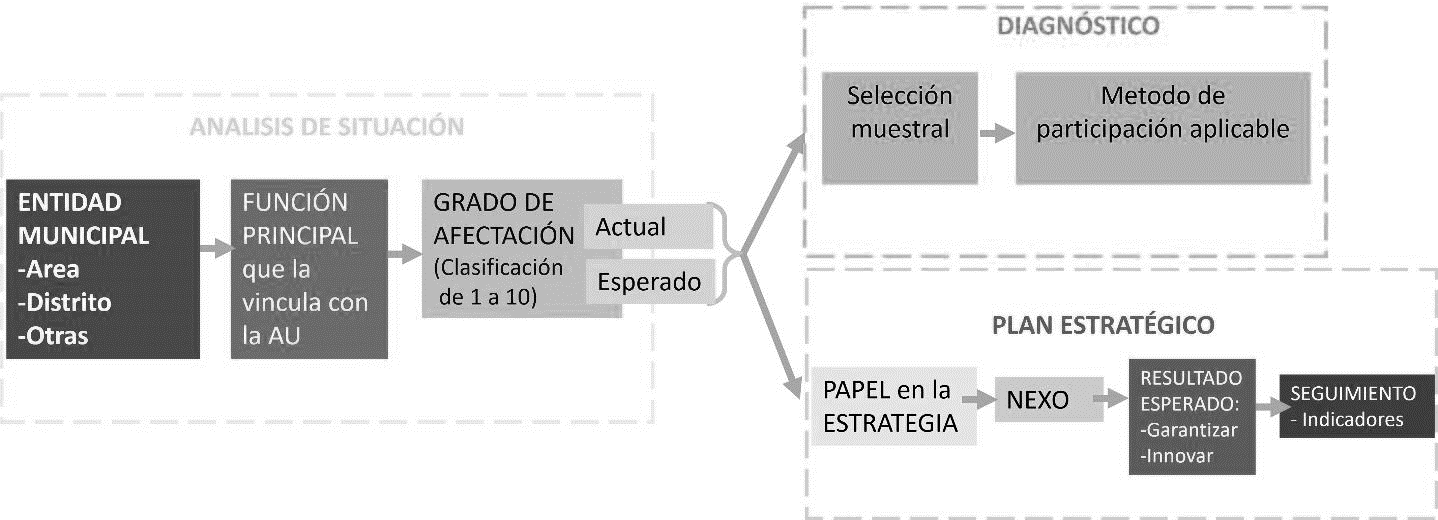 ANALISIS DE SITUACIÓN
ENTIDAD
MUNICIPAL
-Area
-Distrito
-Otras
FUNCIÓN
PRINCIPAL
que la
vincula con
la AU
GRADO DE
AFECTACIÓN
(Clasificación
de 1 a 10)
Actual
Esperado
DIAGNÓSTICO
Selección
muestral
Metodo de
participación aplicable
PLAN ESTRATÉGICO
PAPEL en la
ESTRATEGIA
NEXO
RESULTADO
ESPERADO:
-Garantizar
-Innovar
SEGUIMIENTO
- Indicadores